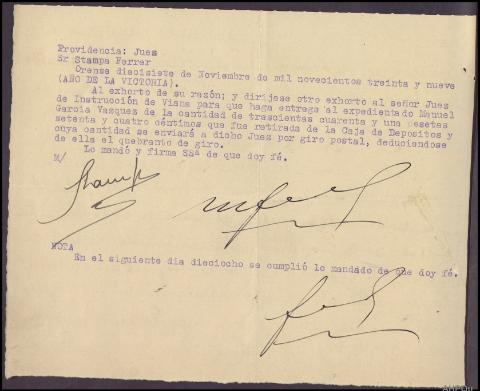 Providencia: Juez
Sr Stampa Ferrer
Orense diecisiete de Noviembre de mil novecientos treinta y nueve
(AÑO DE LA VICTORIA).
Al exhorto de su razón; y dirijese otro exhorto al señor Juez
de Instrucción de Viana para que haga entrega al expedientado Manuel
Garcia Vazquez de la cantidad de trescientas cuarenta y una pesetas
setenta y cuatro céntimos que fue retirada de la Caja de Depositos y
cuya cantidad se enviará a dicho Juez por giro postal, deduciendose
de ella el quebranto de giro.
Lo mandó y firma SSª de que doy fé.
M/
Stampa
NOTA
En el siguiente dia dieciocho se cumplió lo mandado de que doy fé.